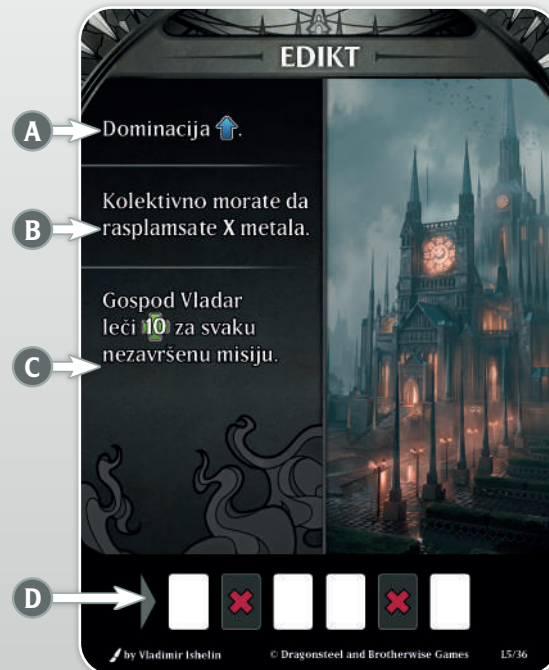 EDIKT
A
Dominacija.
B
Kolektivno morate da
rasplamsate X metala.
C
Gospod Vladar
leči 10 za svaku
nezavršenu misiju.
D
by Vladimir Ishelin © Dragonsteel and Brotherwise Games L5/36